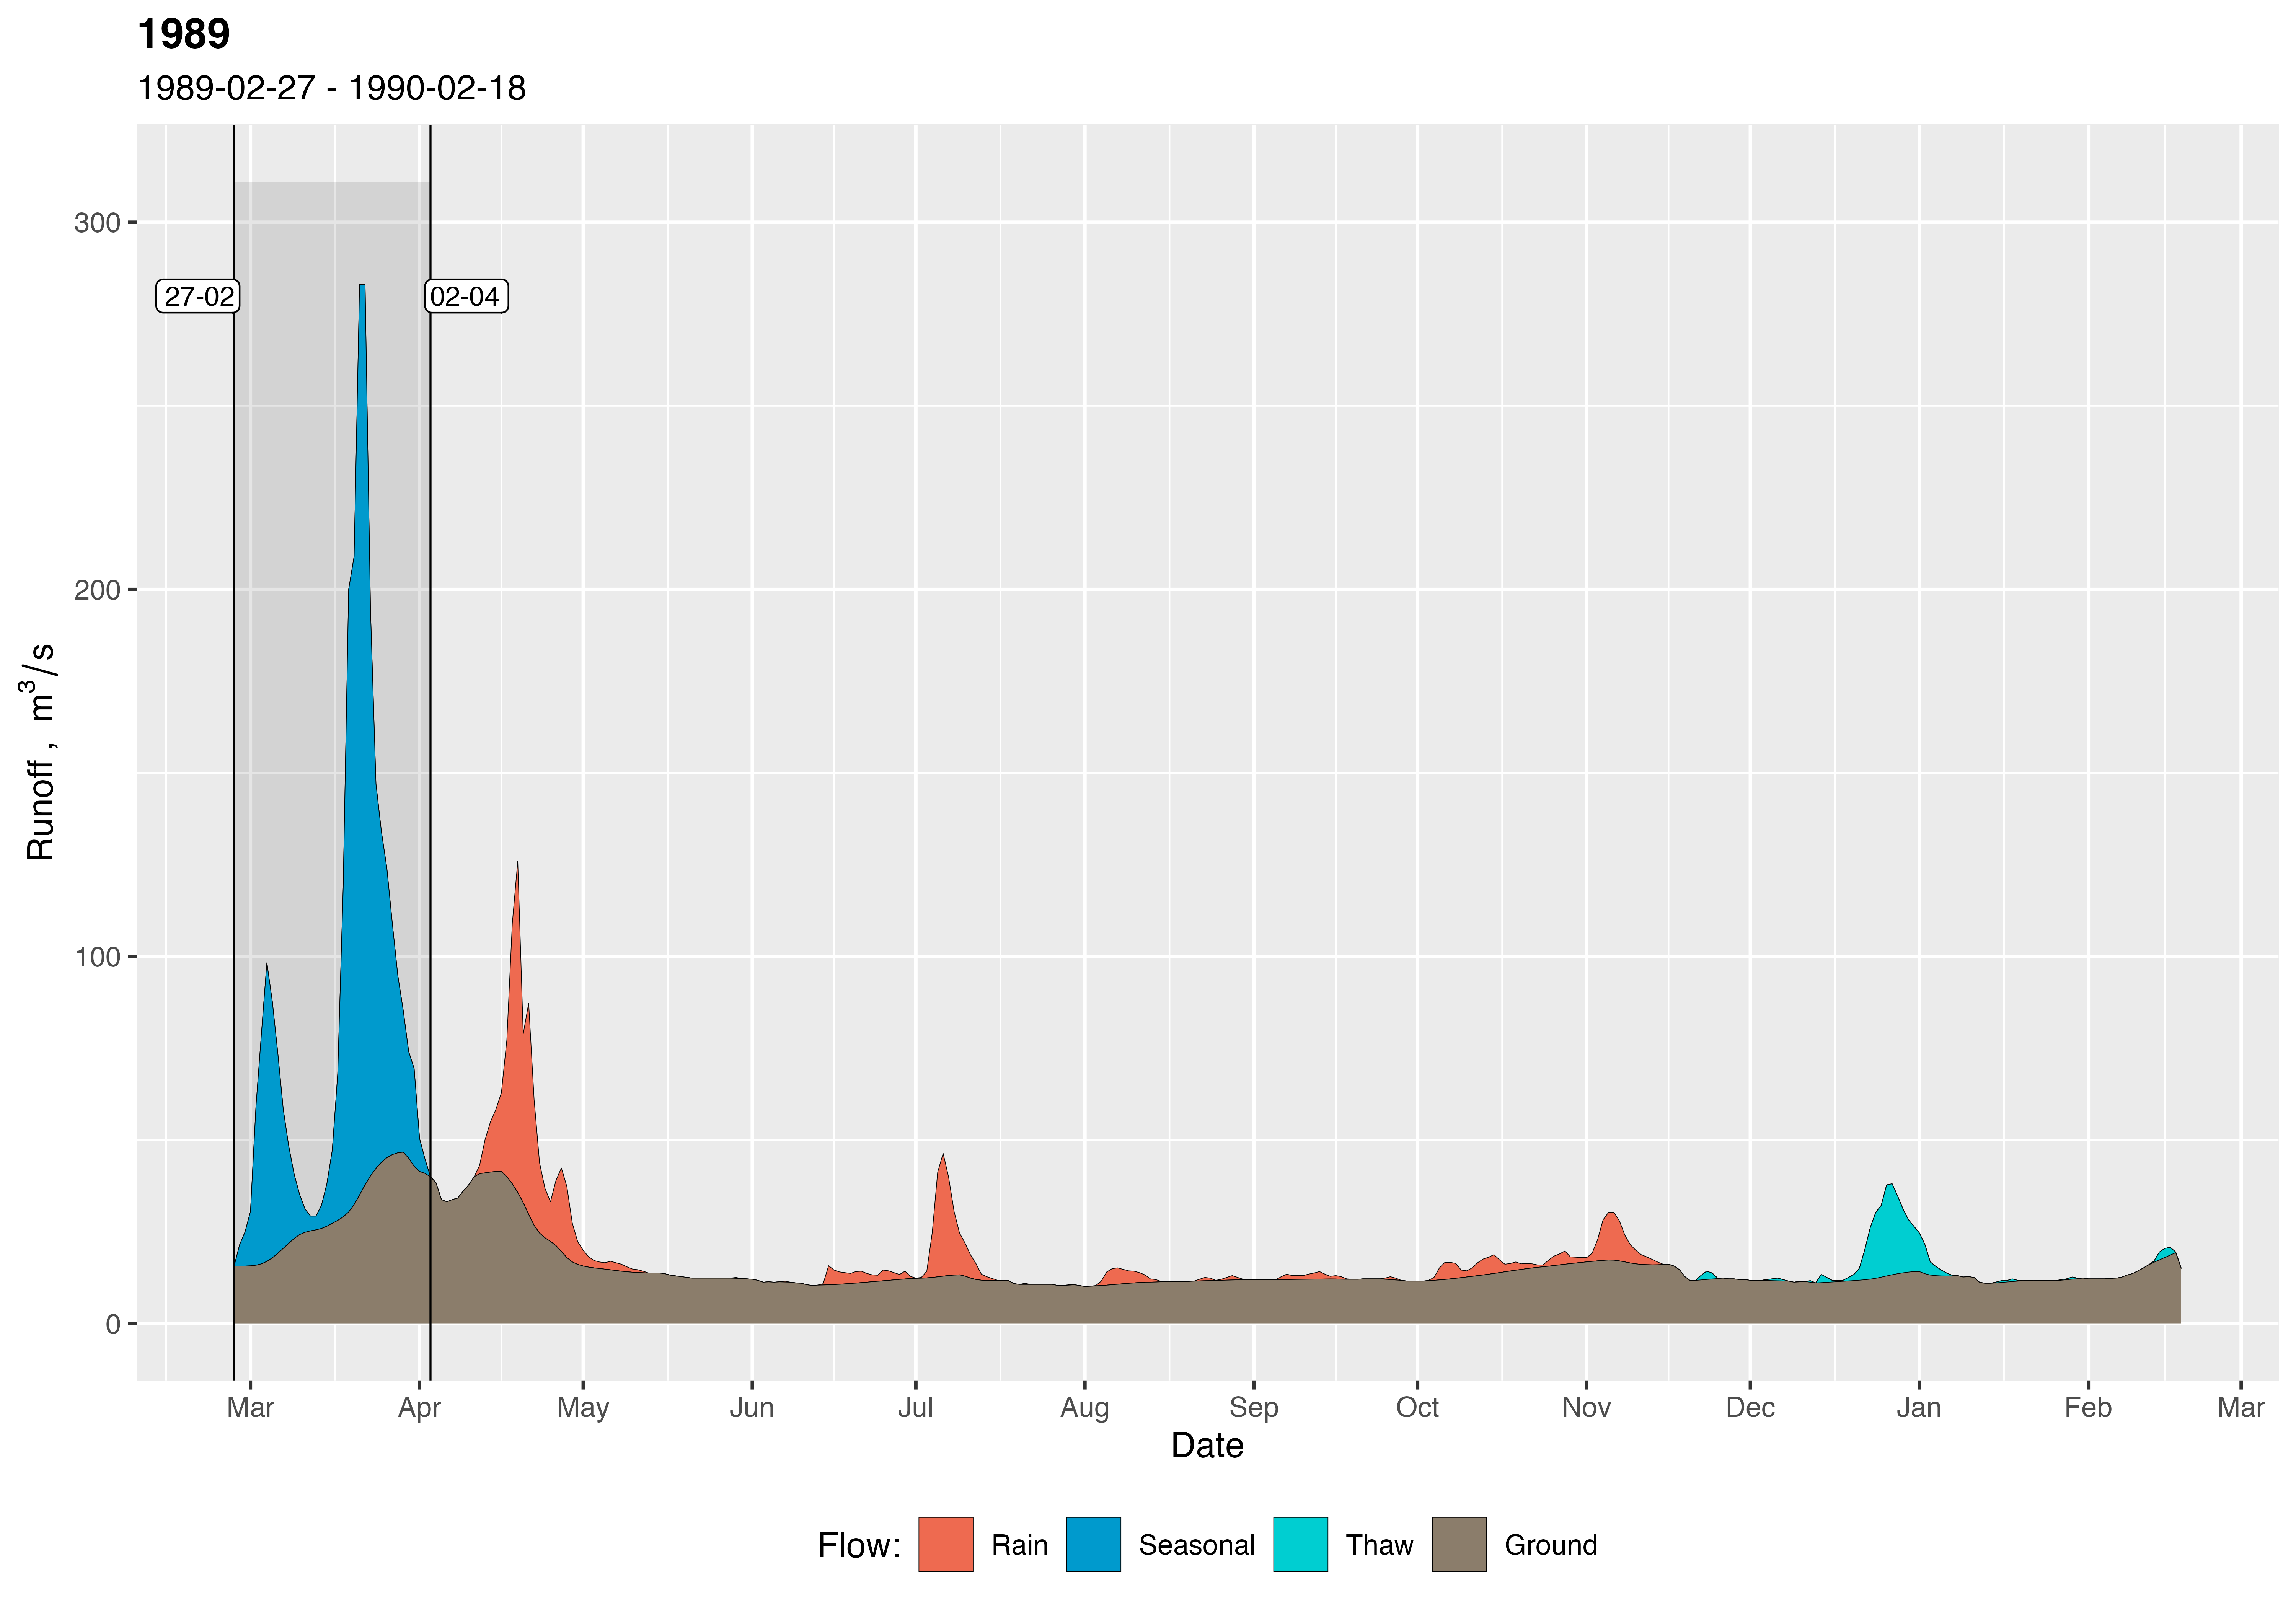 1989
1989-02-27 - 1990-02-18
300
200
100
0
27-02
02-04
Runoff , m³/s
Mar Apr May Jun Jul Aug Sep Oct Nov Dec Jan Feb Mar
Date
Flow: Rain Seasonal Thaw Ground